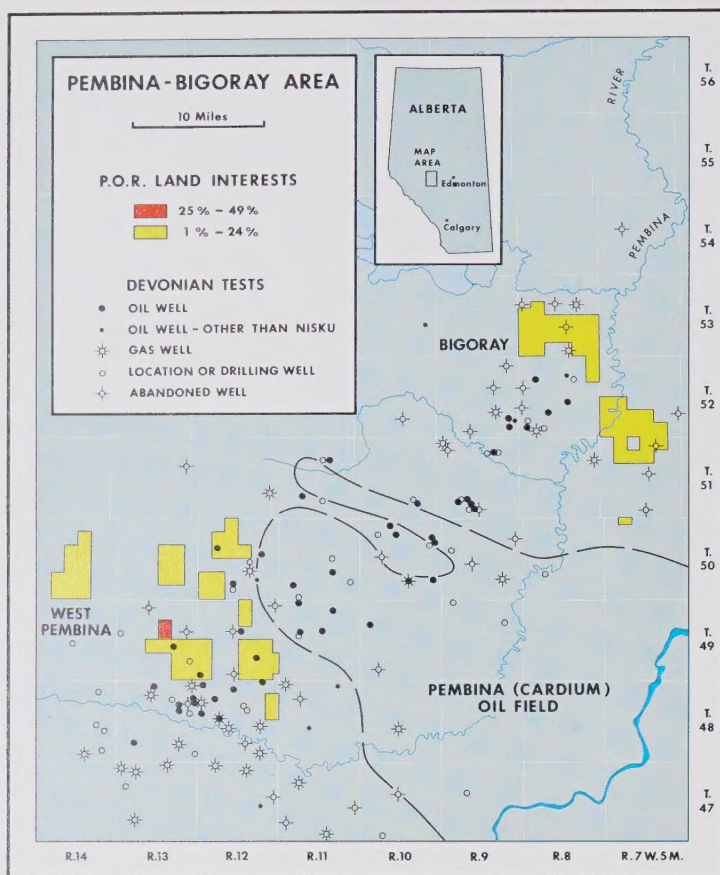 PEMBINA-BIGORAY AREA
10 Miles
P.O.R. LAND INTERESTS
25% - 49%
1% - 24%
DEVONIAN TESTS
OIL WELL
OIL WELL - OTHER THAN NISKU
GAS WELL
LOCATION OR DRILLING WELL
ABANDONED WELL
ALBERTA
MAP
AREA
Edmonton
Calgary
RIVER
PEMBINA
BIGORAY
WEST
PEMBINA
PEMBINA (CARDIUM)
OIL FIELD
T.
56
T.
55
T.
54
T.
53
T.
52
T.
51
T.
50
T.
49
T.
48
T.
47
R.14
R.13
R.12
R.11
R.10
R.9
R.8
R.7 W.5 M.